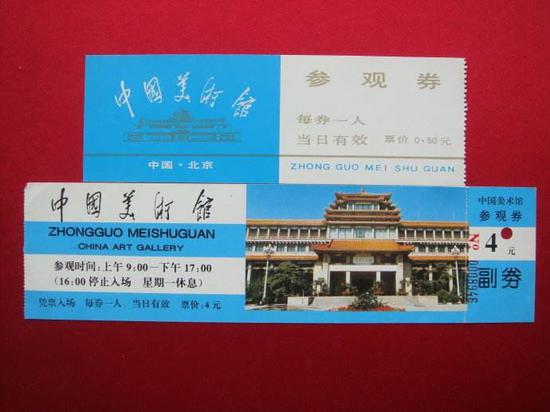 中国美术馆
中国·北京
参观券
每券一人
当日有效 票价 0·50元
ZHONG GUO MEI SHU GUAN
中国美术馆
ZHONGGUO MEISHUGUAN
CHINA ART GALLERY
参观时间:上午 9:00—下午 17:00
(16:00 停止入场 星期一休息)
凭票入场 每券一人 当日有效 票价:4元
中国美术馆
参观券
4元
副券
No 0008946